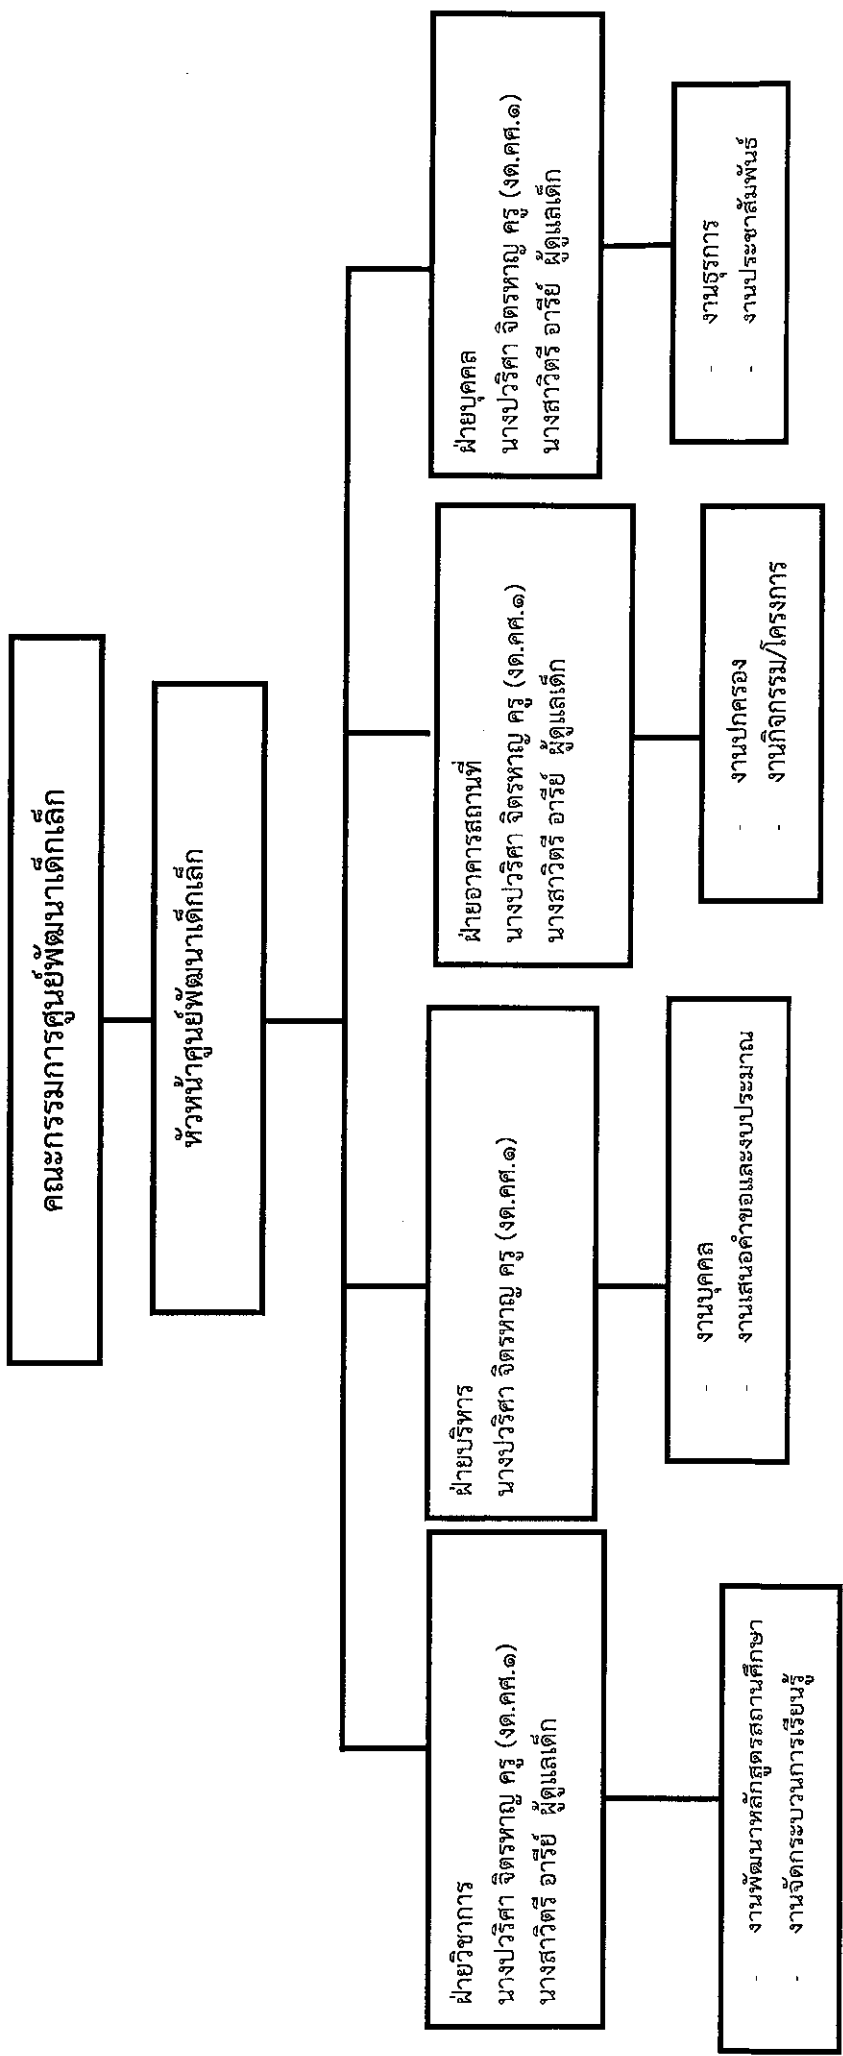 คณะกรรมการศูนย์พัฒนาเด็กเล็ก
หัวหน้าศูนย์พัฒนาเด็กเล็ก
ฝ่ายวิชาการ
นางปวริศา จิตรหาญ ครู (งด.คศ.๑)
นางสาวิตรี อารีย์ ผู้ดูแลเด็ก
ฝ่ายบริหาร
นางปวริศา จิตรหาญ ครู (งด.คศ.๑)
ฝ่ายอาคารสถานที่
นางปวริศา จิตรหาญ ครู (งด.คศ.๑)
นางสาวิตรี อารีย์ ผู้ดูแลเด็ก
ฝ่ายบุคคล
นางปวริศา จิตรหาญ ครู (งด.คศ.๑)
นางสาวิตรี อารีย์ ผู้ดูแลเด็ก
- งานพัฒนาหลักสูตรสถานศึกษา
- งานจัดกระบวนการเรียนรู้
- งานบุคคล
- งานเสนอคำขอและงบประมาณ
- งานปกครอง
- งานกิจกรรม/โครงการ
- งานธุรการ
- งานประชาสัมพันธ์